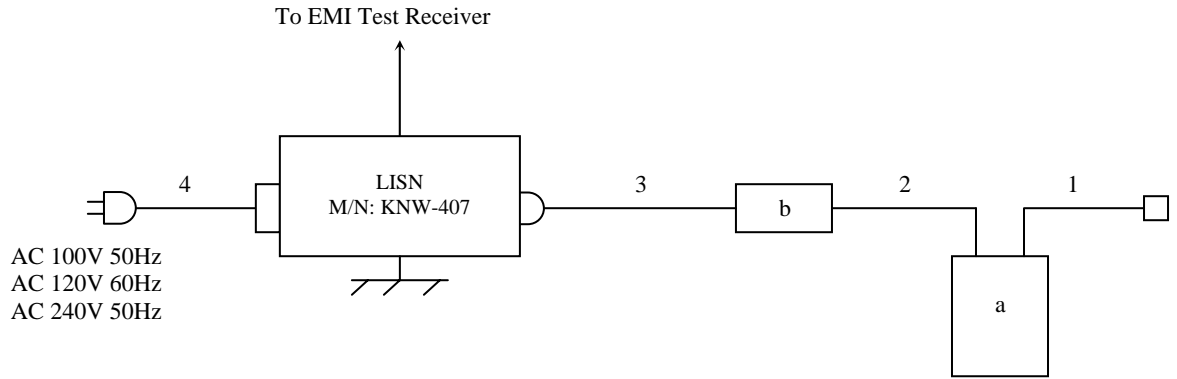 To EMI Test Receiver
4
LISN
M/N: KNW-407
3
b
2
1
AC 100V 50Hz
AC 120V 60Hz
AC 240V 50Hz
a